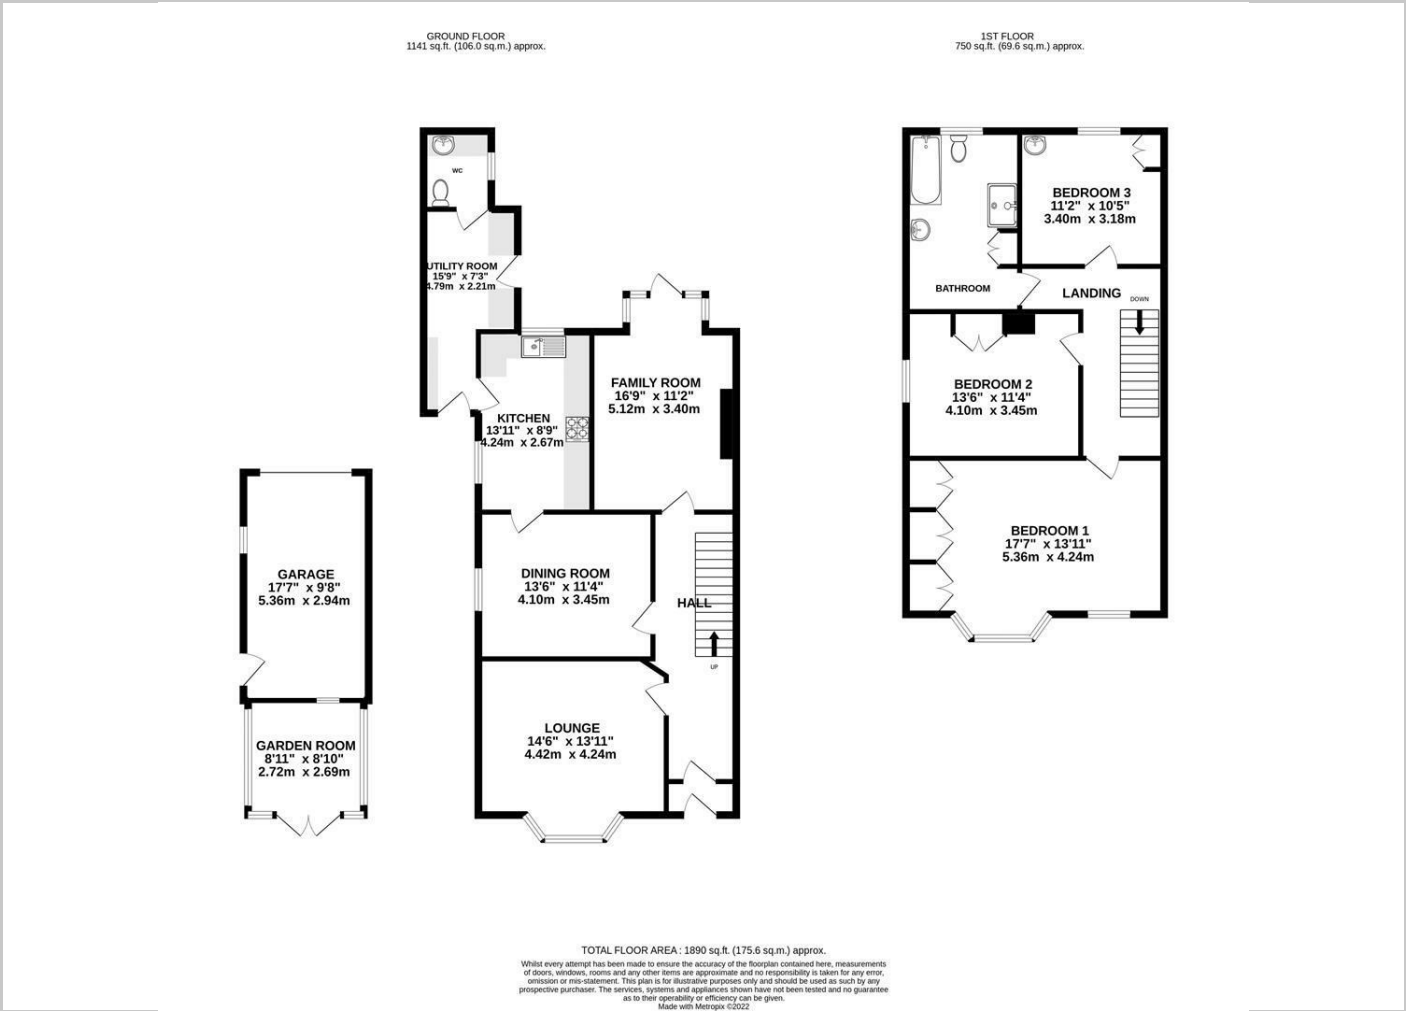 GROUND FLOOR
1141 sq.ft. (106.0 sq.m.) approx.
1ST FLOOR
750 sq.ft. (69.6 sq.m.) approx.
WC
UTILITY ROOM
15'9" x 7'3"
4.79m x 2.21m
KITCHEN
13'11" x 8'9"
4.24m x 2.67m
FAMILY ROOM
16'9" x 11'2"
5.12m x 3.40m
DINING ROOM
13'6" x 11'4"
4.10m x 3.45m
HALL
UP
LOUNGE
14'6" x 13'11"
4.42m x 4.24m
GARAGE
17'7" x 9'8"
5.36m x 2.94m
GARDEN ROOM
8'11" x 8'10"
2.72m x 2.69m
BEDROOM 3
11'2" x 10'5"
3.40m x 3.18m
BATHROOM
LANDING
DOWN
BEDROOM 2
13'6" x 11'4"
4.10m x 3.45m
BEDROOM 1
17'7" x 13'11"
5.36m x 4.24m
TOTAL FLOOR AREA : 1890 sq.ft. (175.6 sq.m.) approx.
Whilst every attempt has been made to ensure the accuracy of the floorplan contained here, measurements
of doors, windows, rooms and any other items are approximate and no responsibility is taken for any error,
omission or mis-statement. This plan is for illustrative purposes only and should be used as such by any
prospective purchaser. The services, systems and appliances shown have not been tested and no guarantee
as to their operability or efficiency can be given.
Made with Metropix ©2022